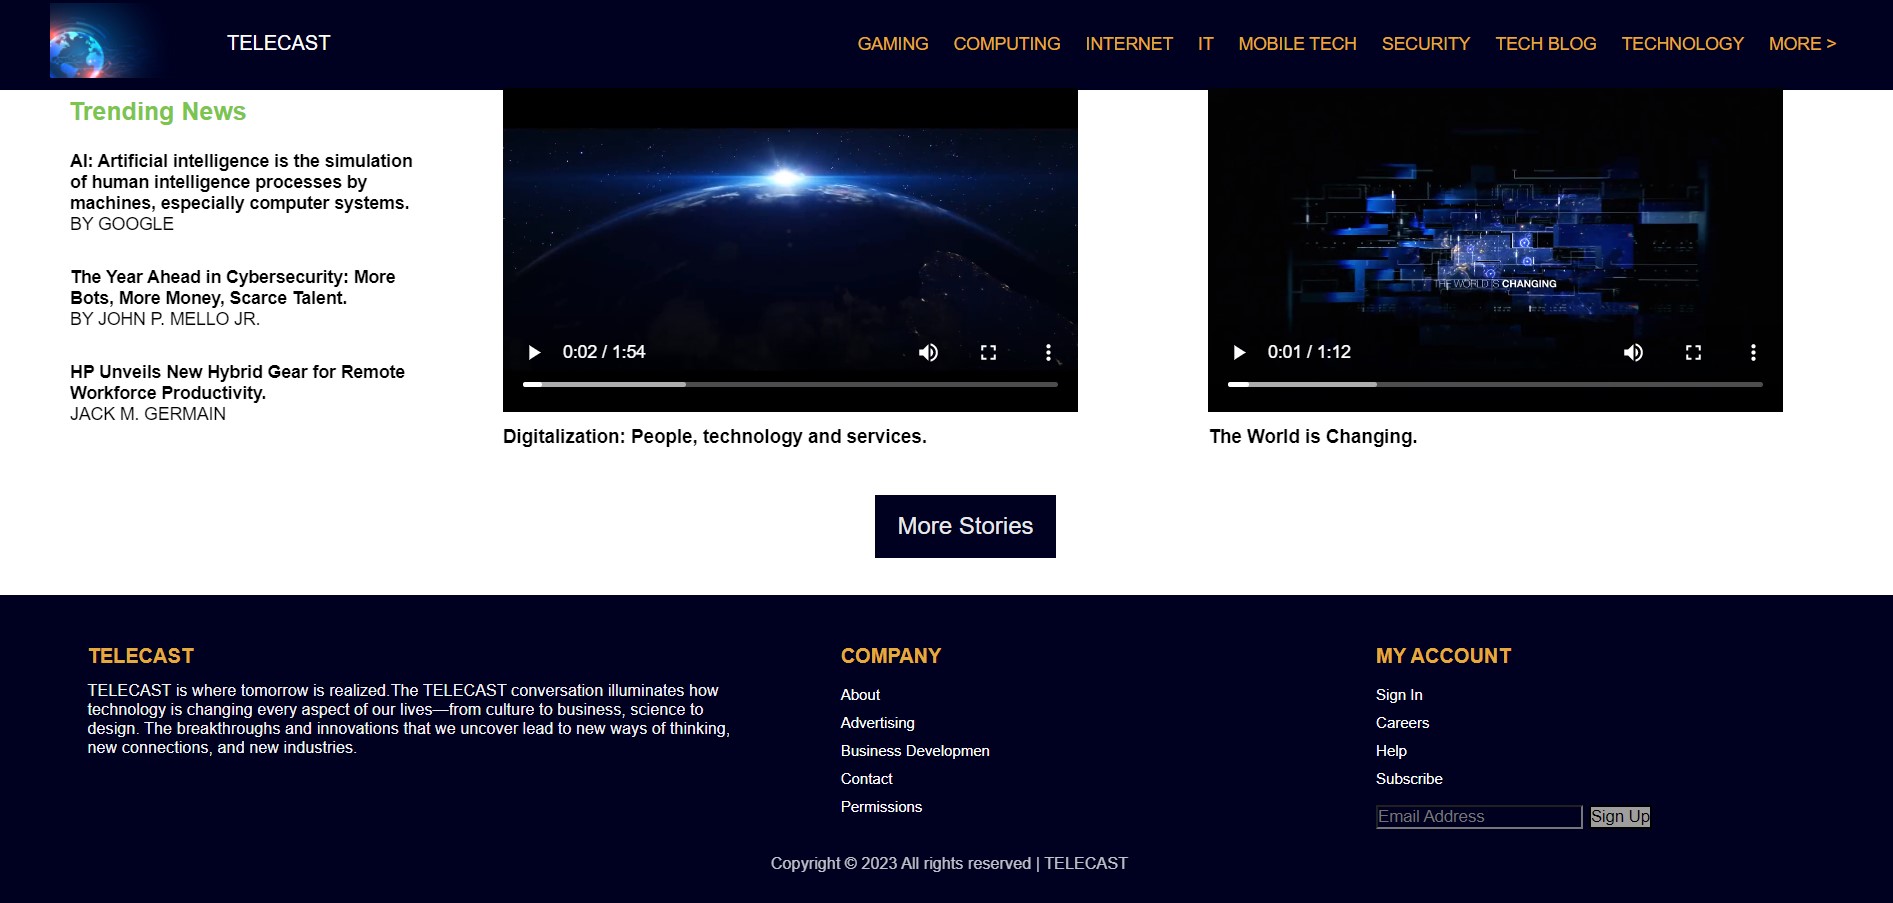 TELECAST
GAMING COMPUTING INTERNET IT MOBILE TECH SECURITY TECH BLOG TECHNOLOGY MORE >
Trending News
AI: Artificial intelligence is the simulation
of human intelligence processes by
machines, especially computer systems.
BY GOOGLE
The Year Ahead in Cybersecurity: More
Bots, More Money, Scarce Talent.
BY JOHN P. MELLO JR.
HP Unveils New Hybrid Gear for Remote
Workforce Productivity.
JACK M. GERMAIN
0:02 / 1:54
Digitalization: People, technology and services.
THE WORLD IS CHANGING
0:01 / 1:12
The World is Changing.
More Stories
TELECAST
TELECAST is where tomorrow is realized.The TELECAST conversation illuminates how
technology is changing every aspect of our lives—from culture to business, science to
design. The breakthroughs and innovations that we uncover lead to new ways of thinking,
new connections, and new industries.
COMPANY
About
Advertising
Business Developmen
Contact
Permissions
MY ACCOUNT
Sign In
Careers
Help
Subscribe
Email Address Sign Up
Copyright © 2023 All rights reserved | TELECAST